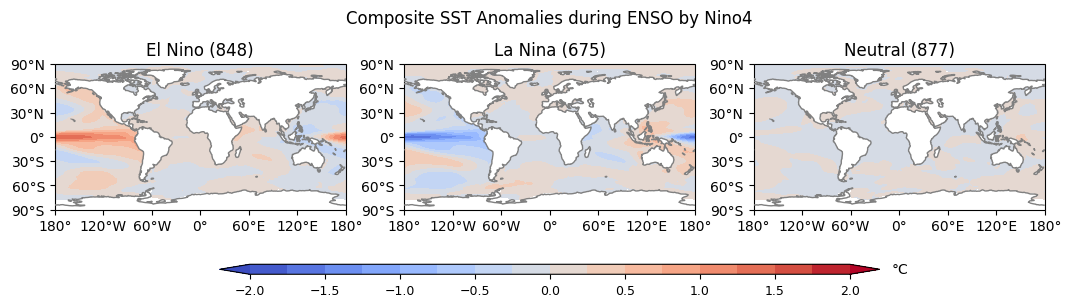 Composite SST Anomalies during ENSO by Nino4
El Nino (848)
La Nina (675)
Neutral (877)
90°N
60°N
30°N
0°
30°S
60°S
90°S
180° 120°W 60°W 0° 60°E 120°E 180°
90°N
60°N
30°N
0°
30°S
60°S
90°S
180° 120°W 60°W 0° 60°E 120°E 180°
90°N
60°N
30°N
0°
30°S
60°S
90°S
180° 120°W 60°W 0° 60°E 120°E 180°
°C
−2.0 −1.5 −1.0 −0.5 0.0 0.5 1.0 1.5 2.0